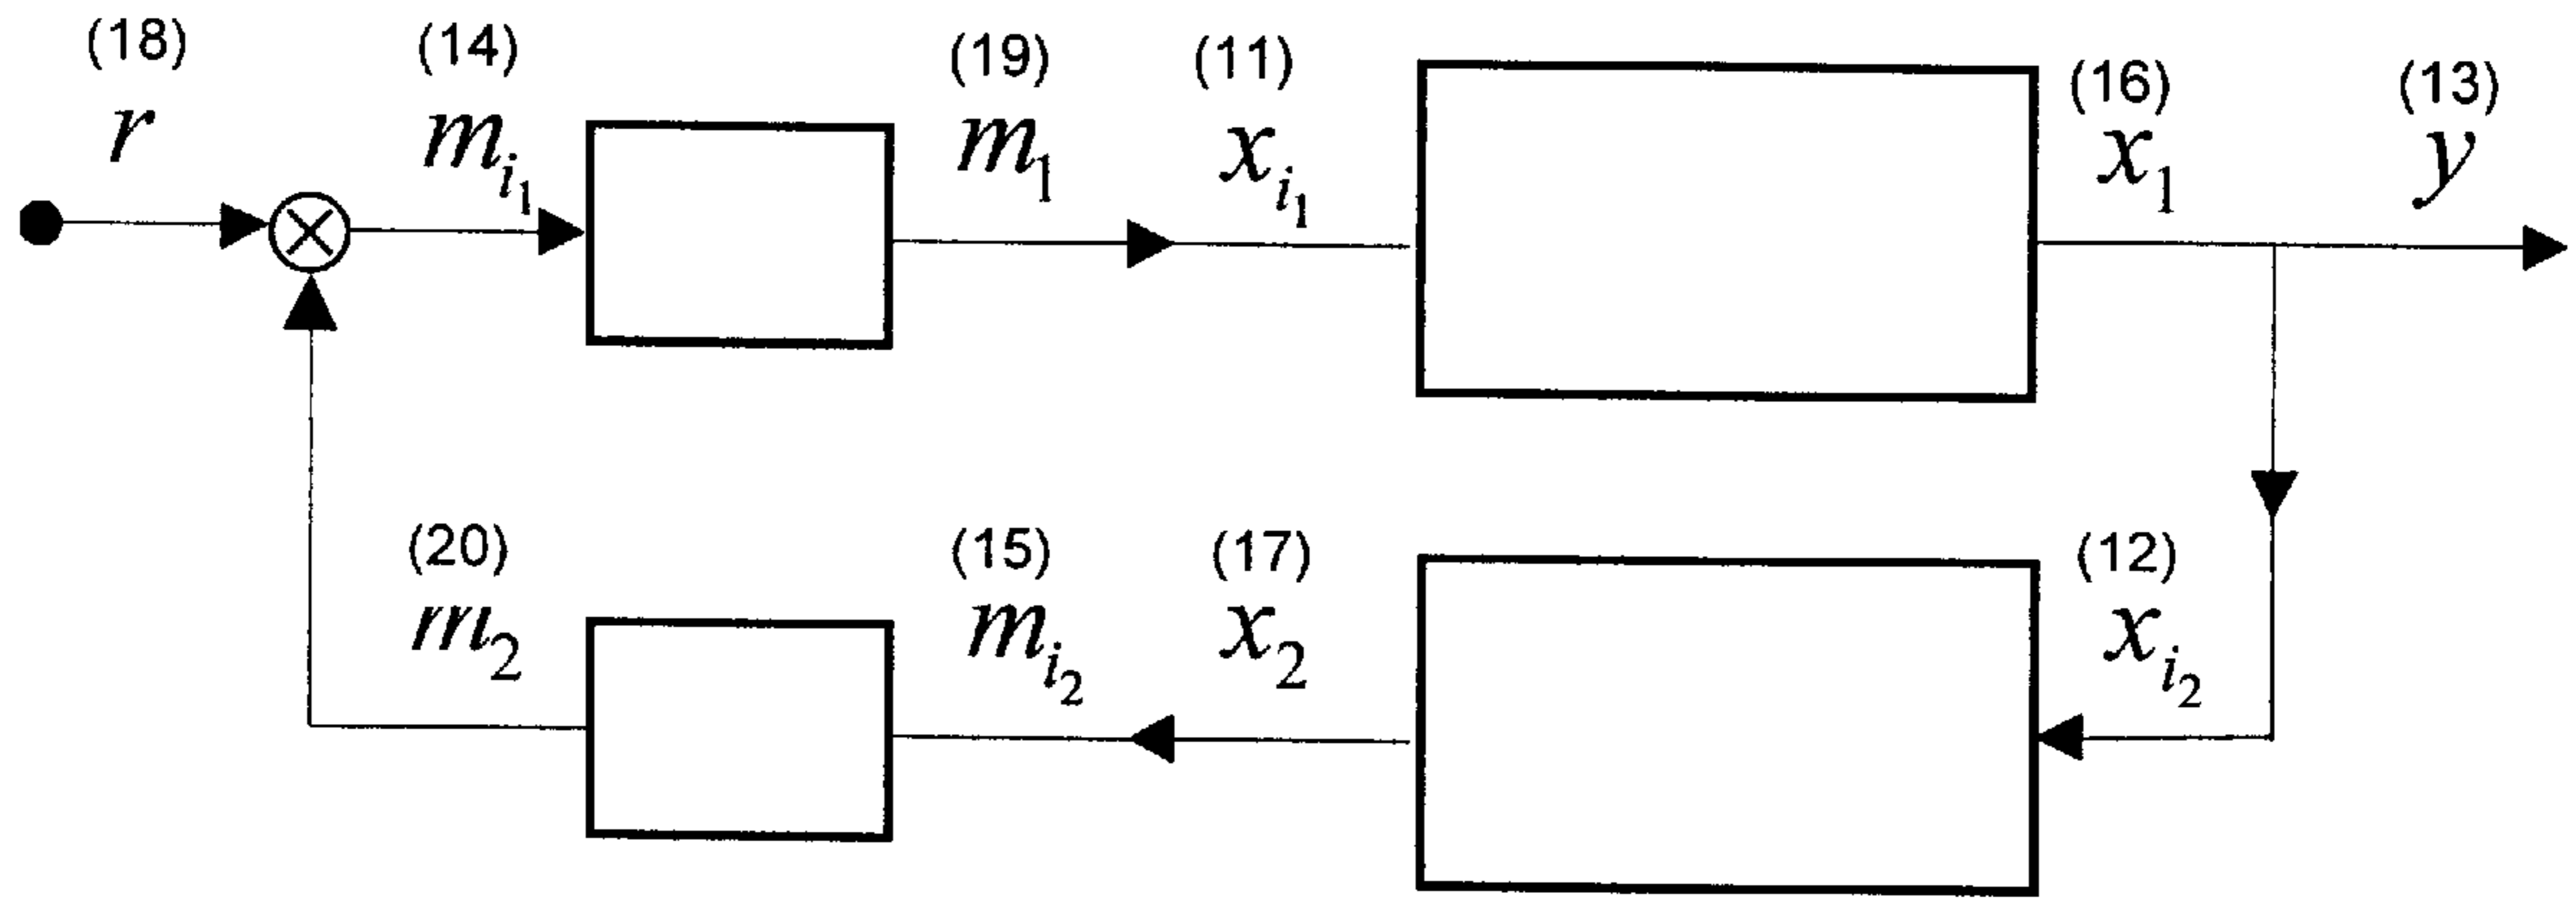 (18) (14) (19) (11) (16) (13)
r m_{i_1} m_1 x_{i_1} x_1 y
(20) (15) (17) (12)
m_2 m_{i_2} x_2 x_{i_2}